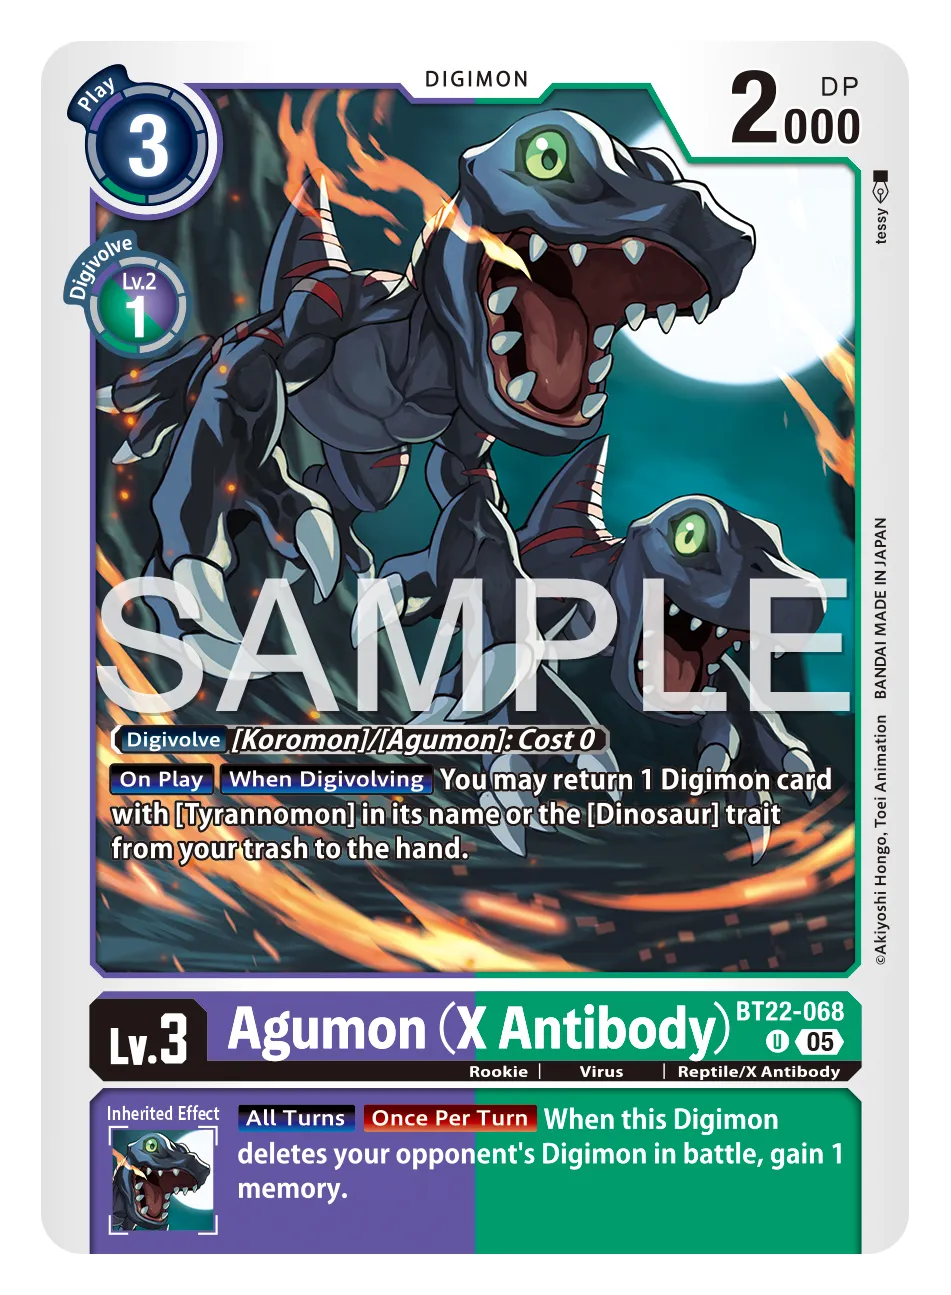 DIGIMON
Play
3
DP
2000
Digivolve
Lv.2
1
tessy
SAMPLE
BANDAI MADE IN JAPAN
©Akiyoshi Hongo, Toei Animation
Digivolve [Koromon]/[Agumon]: Cost 0
On Play When Digivolving You may return 1 Digimon card
with [Tyrannomon] in its name or the [Dinosaur] trait
from your trash to the hand.
Lv.3
Agumon (X Antibody)
BT22-068
U 05
Rookie | Virus | Reptile/X Antibody
Inherited Effect
All Turns Once Per Turn When this Digimon
deletes your opponent's Digimon in battle, gain 1
memory.